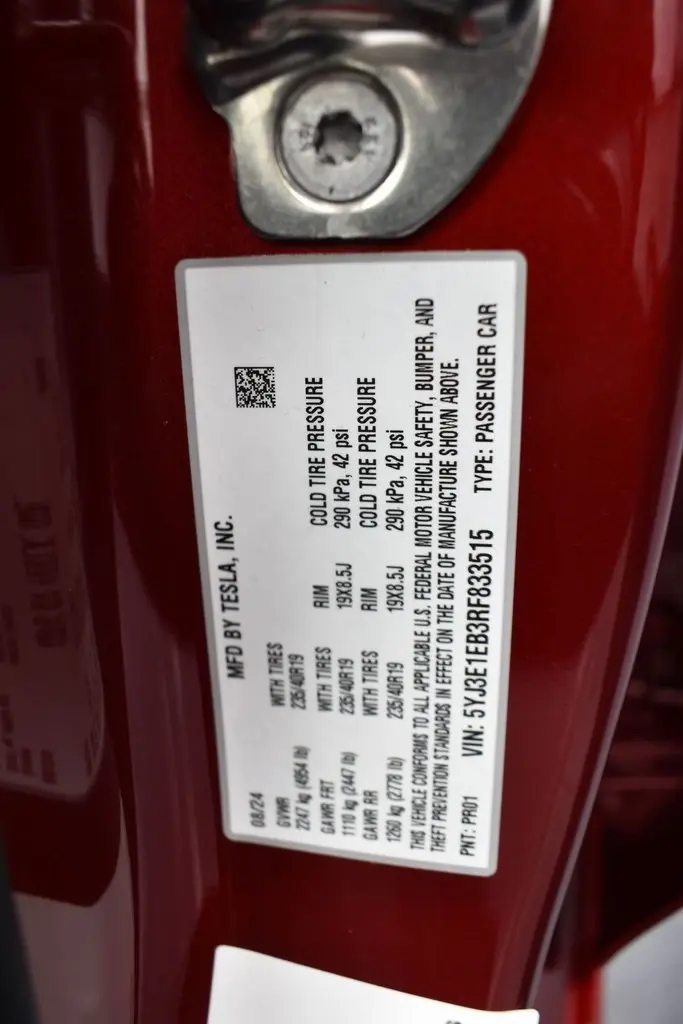 MFD BY TESLA, INC.
08/24
GVWR WITH TIRES
2247 kg (4954 lb) 235/40R19
GAWR FRT WITH TIRES RIM COLD TIRE PRESSURE
1110 kg (2447 lb) 235/40R19 19X8.5J 290 kPa, 42 psi
GAWR RR WITH TIRES RIM COLD TIRE PRESSURE
1260 kg (2778 lb) 235/40R19 19X8.5J 290 kPa, 42 psi
THIS VEHICLE CONFORMS TO ALL APPLICABLE U.S. FEDERAL MOTOR VEHICLE SAFETY, BUMPER, AND
THEFT PREVENTION STANDARDS IN EFFECT ON THE DATE OF MANUFACTURE SHOWN ABOVE.
PNT: PR01 VIN: 5YJ3E1EB3RF833515 TYPE: PASSENGER CAR